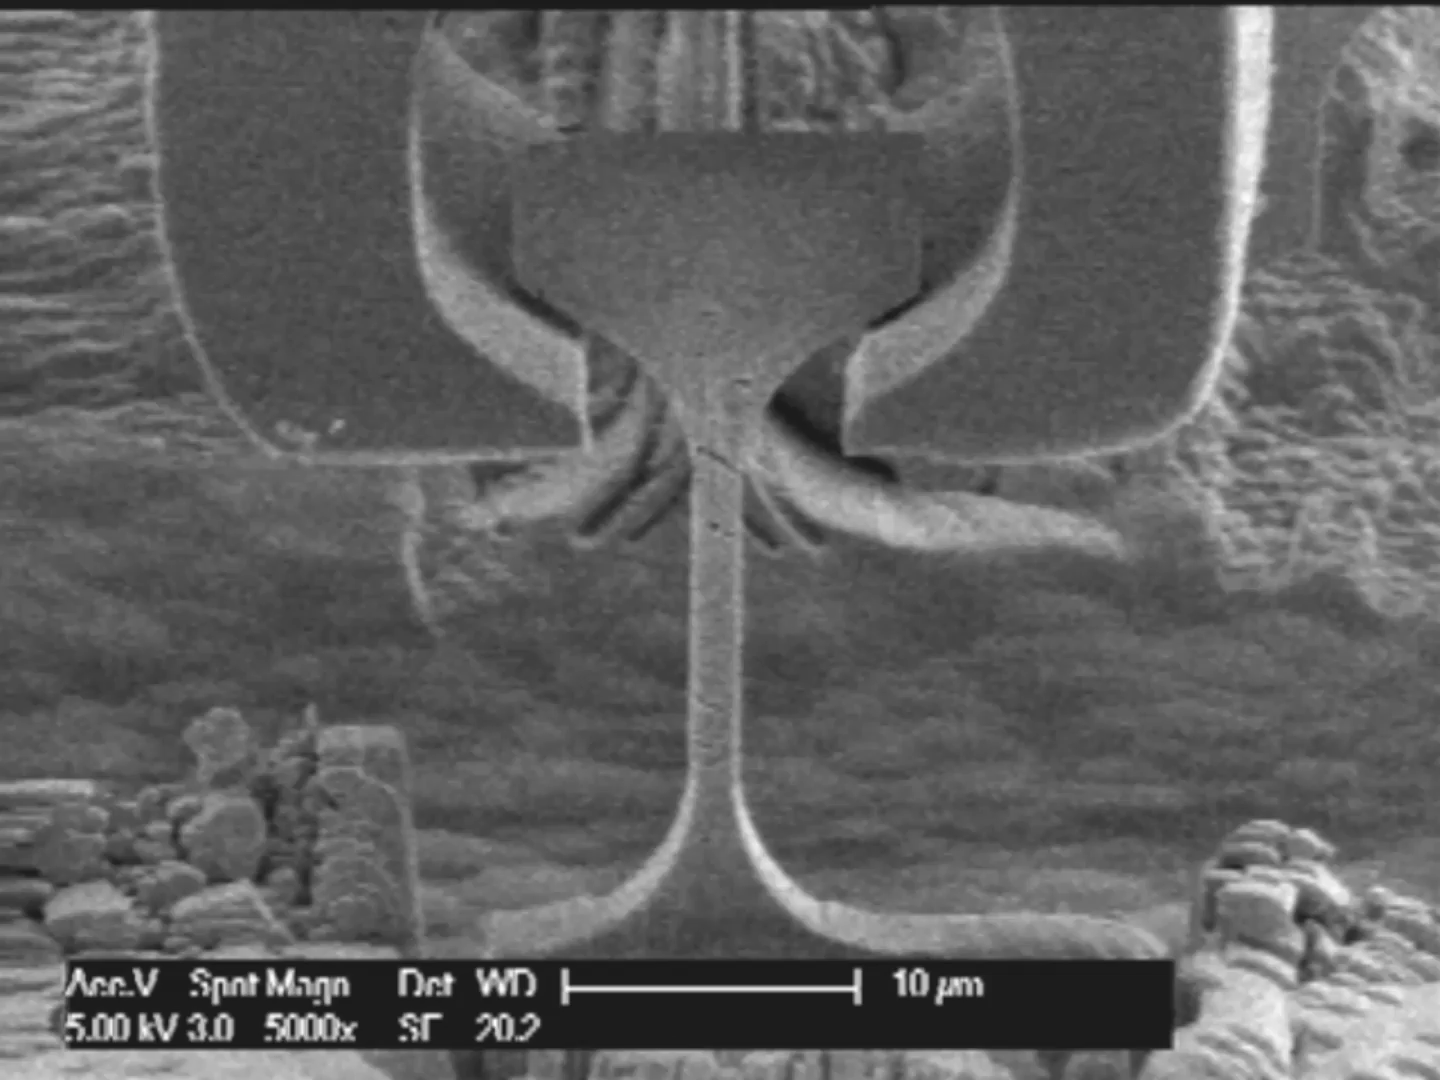 Acc.V Spot Magn Det WD 10 µm
5.00 kV 3.0 5000x SE 20.2